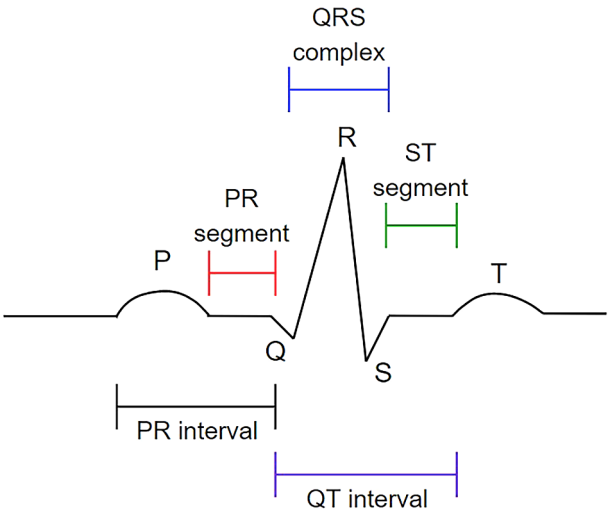 QRS
complex
R
ST
segment
PR
segment
P
T
Q
S
PR interval
QT interval